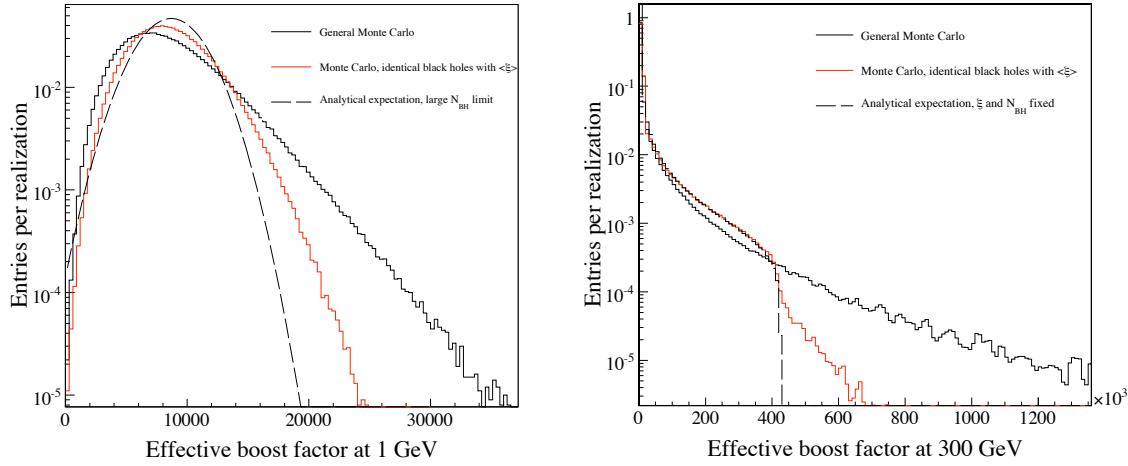 General Monte Carlo
Monte Carlo, identical black holes with <ξ>
Analytical expectation, large N_BH limit
Entries per realization
10⁻²
10⁻³
10⁻⁴
10⁻⁵
0 10000 20000 30000
Effective boost factor at 1 GeV
General Monte Carlo
Monte Carlo, identical black holes with <ξ>
Analytical expectation, ξ and N_BH fixed
Entries per realization
1
10⁻¹
10⁻²
10⁻³
10⁻⁴
10⁻⁵
0 200 400 600 800 1000 1200 ×10³
Effective boost factor at 300 GeV